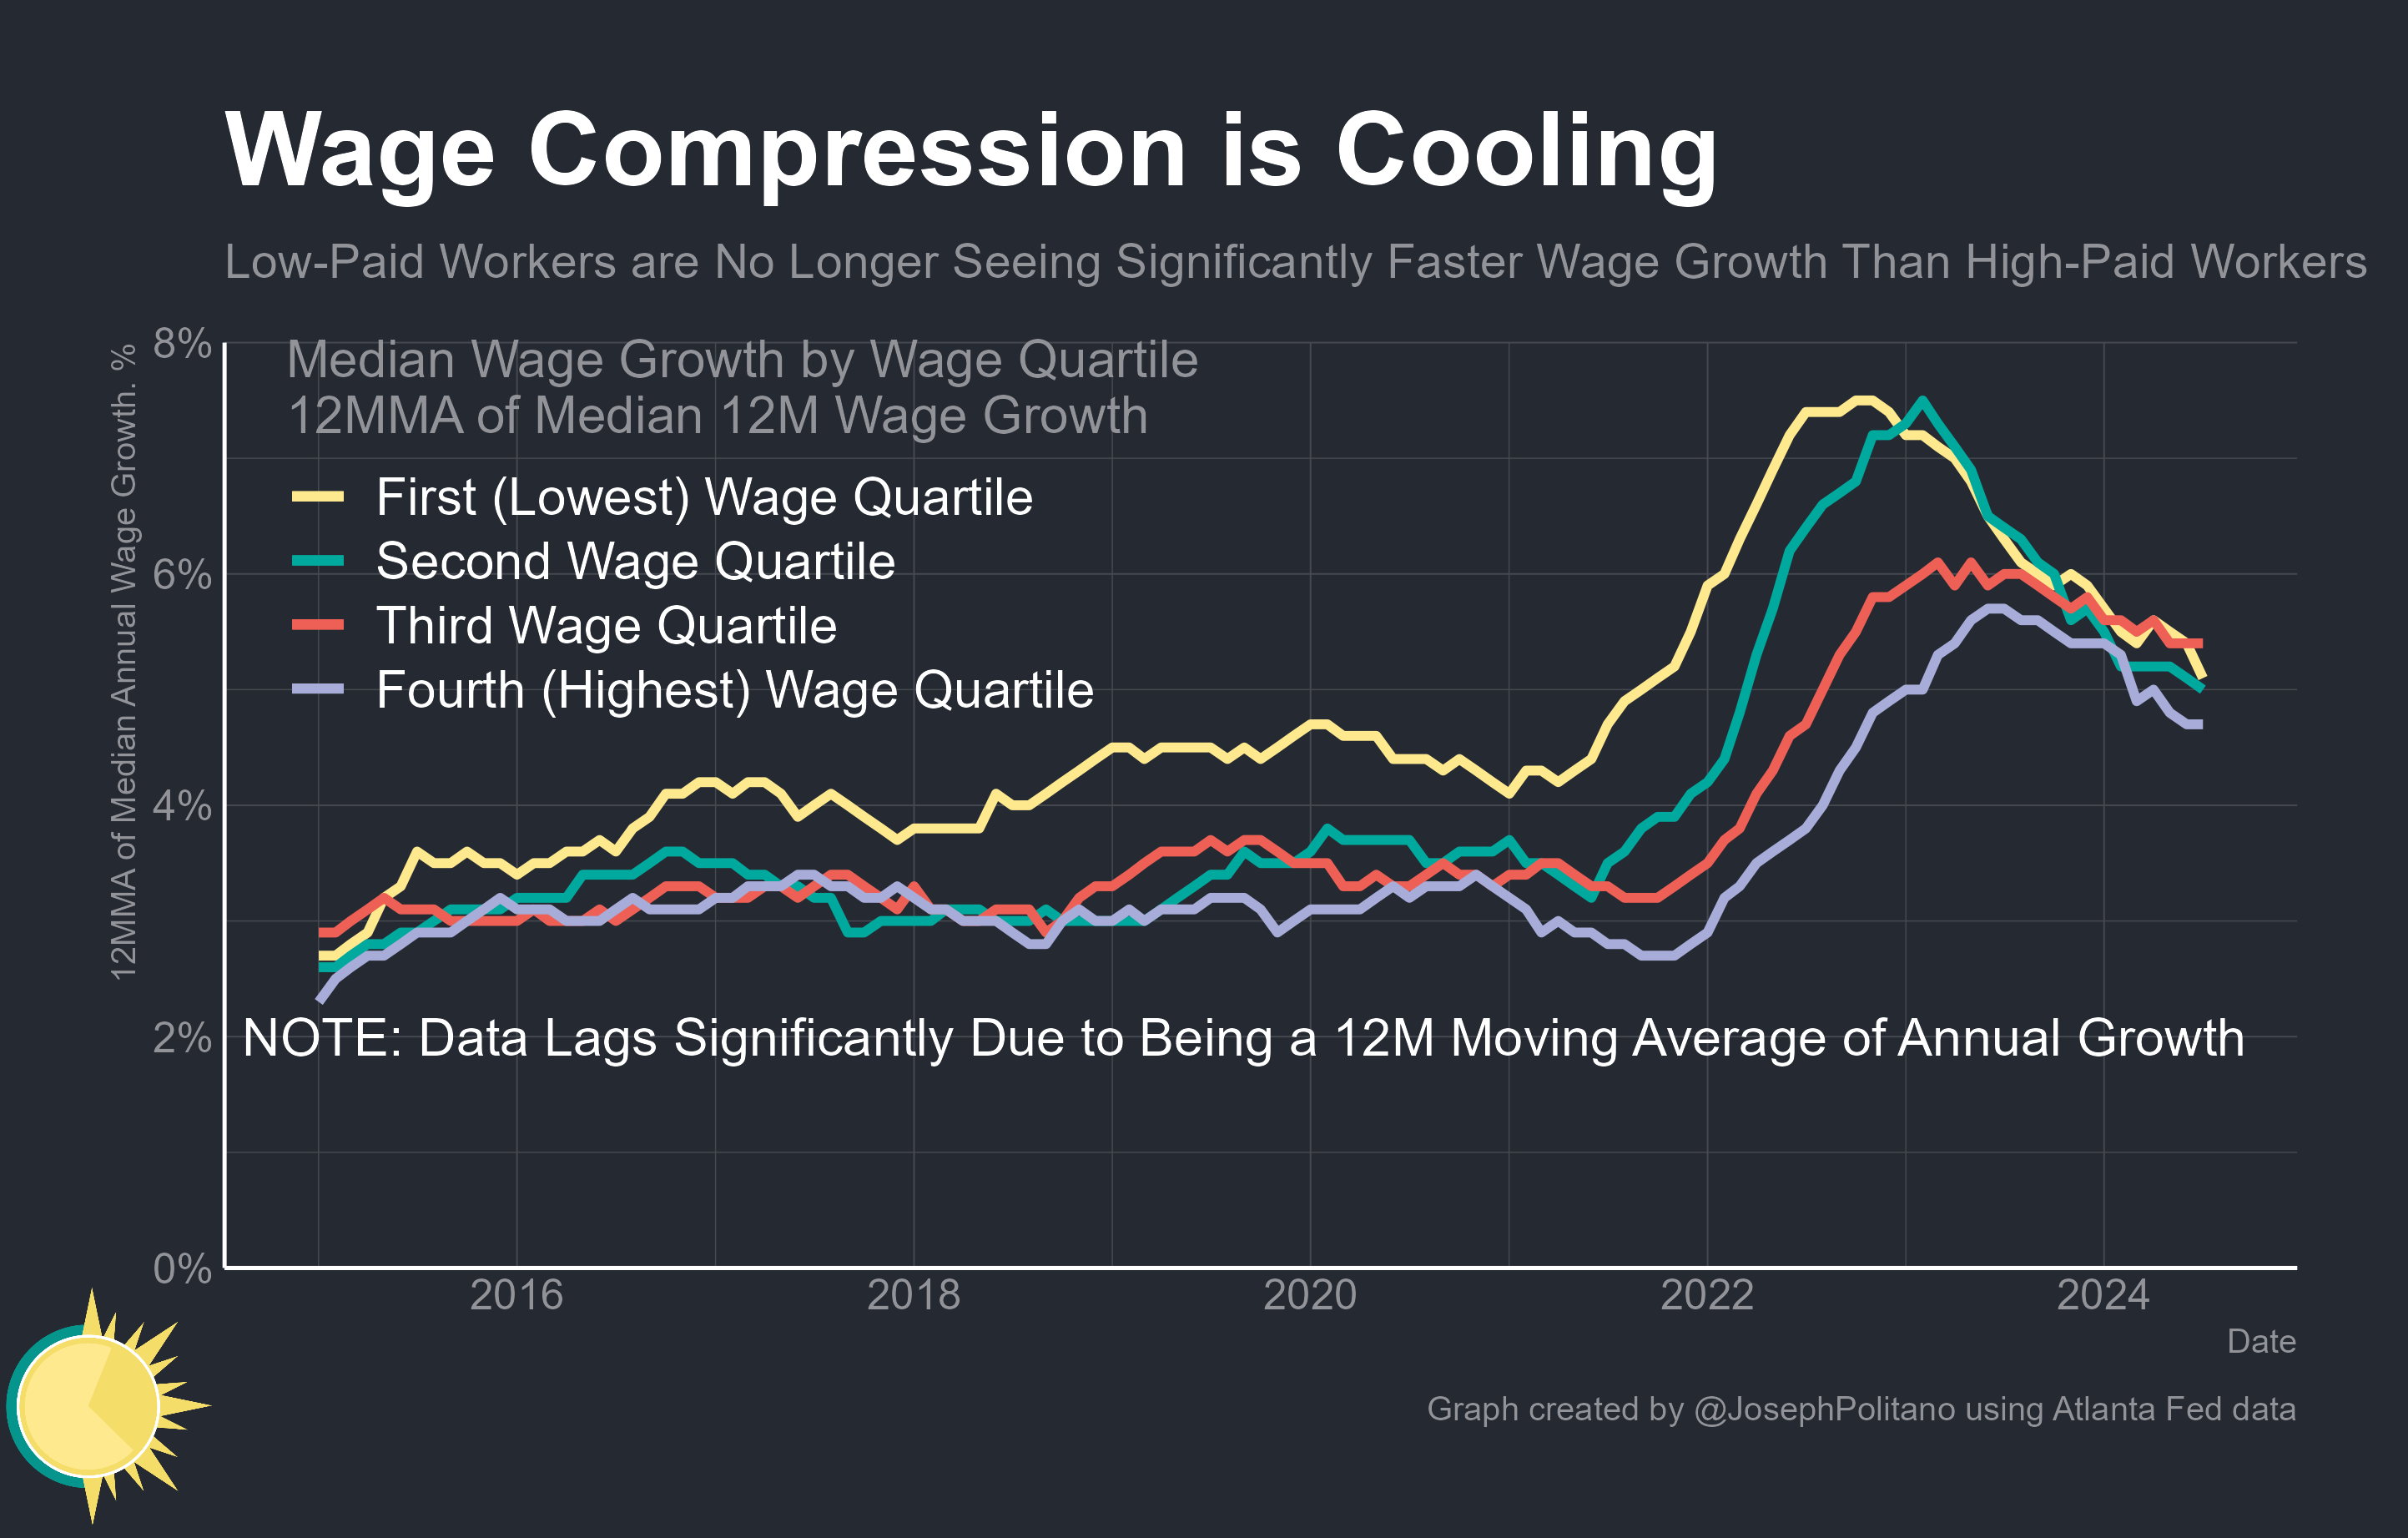 Wage Compression is Cooling
Low-Paid Workers are No Longer Seeing Significantly Faster Wage Growth Than High-Paid Workers
12MMA of Median Annual Wage Growth. %
8%
6%
4%
2%
0%
Median Wage Growth by Wage Quartile
12MMA of Median 12M Wage Growth
First (Lowest) Wage Quartile
Second Wage Quartile
Third Wage Quartile
Fourth (Highest) Wage Quartile
NOTE: Data Lags Significantly Due to Being a 12M Moving Average of Annual Growth
2016
2018
2020
2022
2024
Date
Graph created by @JosephPolitano using Atlanta Fed data